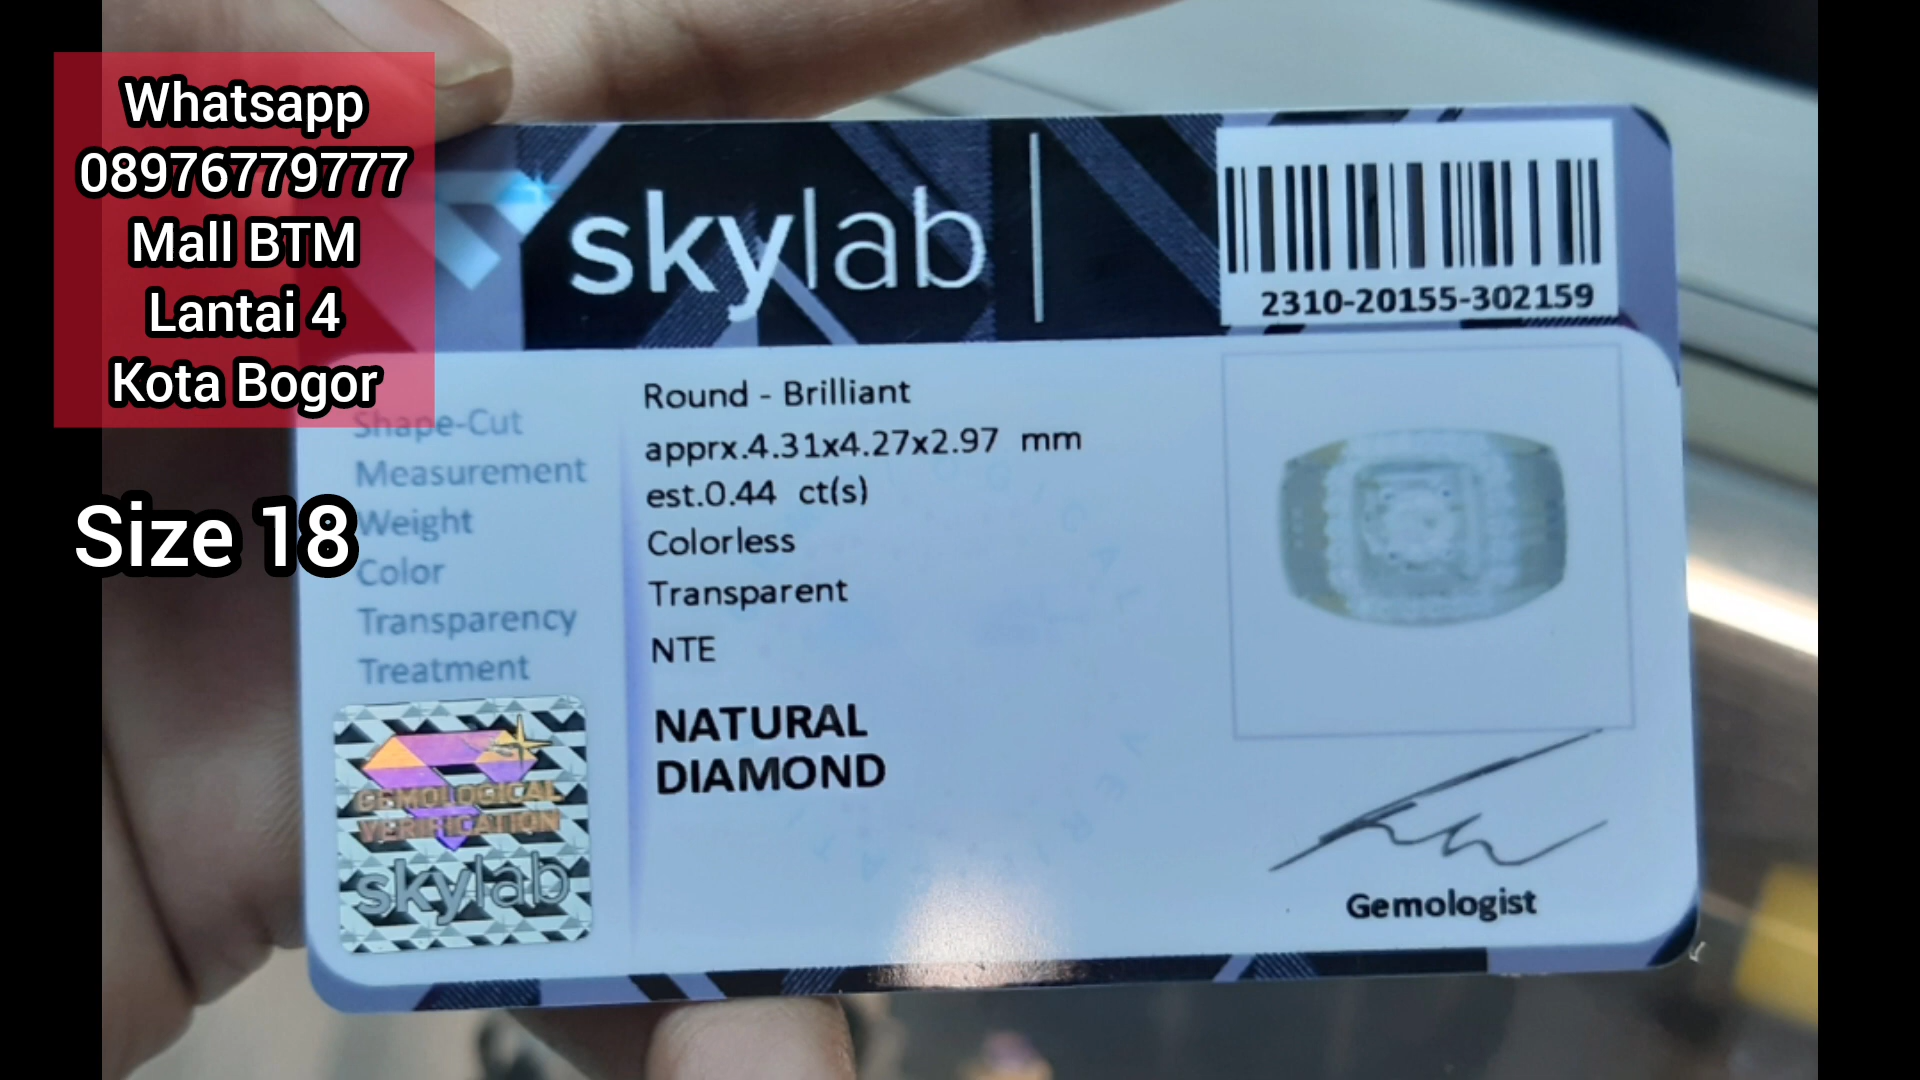 Whatsapp
08976779777
Mall BTM
Lantai 4
Kota Bogor
Size 18
skylab
2310-20155-302159
Shape-Cut Round - Brilliant
Measurement apprx.4.31x4.27x2.97 mm
Weight est.0.44 ct(s)
Color Colorless
Transparency Transparent
Treatment NTE
NATURAL
DIAMOND
GEMOLOGICAL
VERIFICATION
skylab
Gemologist